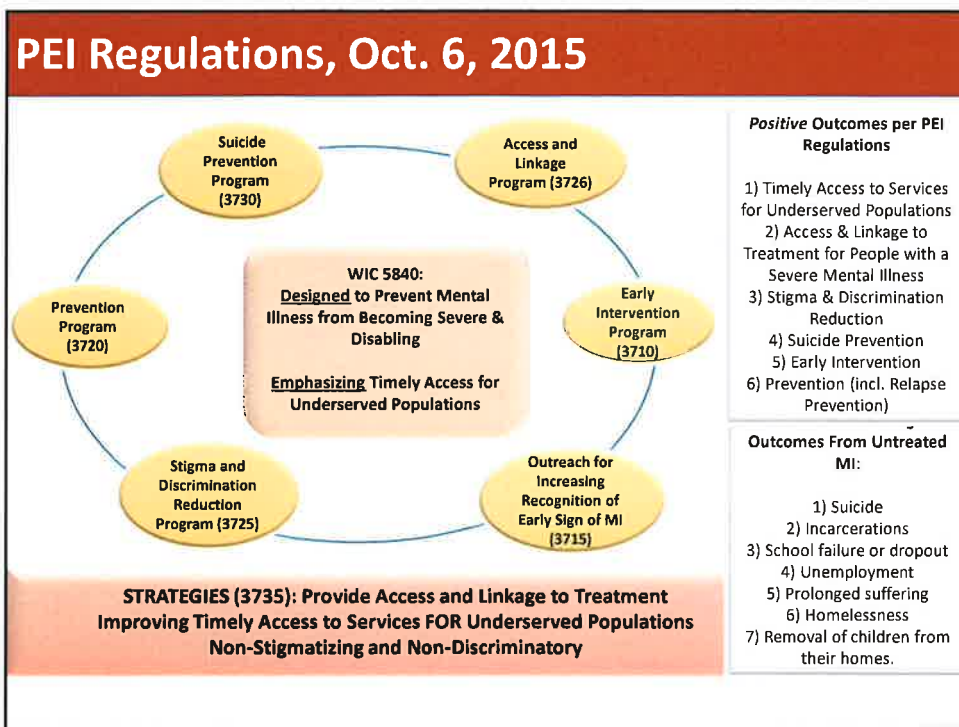 PEI Regulations, Oct. 6, 2015
Suicide
Prevention
Program
(3730)
Access and
Linkage
Program (3726)
Prevention
Program
(3720)
WIC 5840:
Designed to Prevent Mental
Illness from Becoming Severe &
Disabling
Emphasizing Timely Access for
Underserved Populations
Early
Intervention
Program
(3710)
Stigma and
Discrimination
Reduction
Program (3725)
Outreach for
Increasing
Recognition of
Early Sign of MI
(3715)
STRATEGIES (3735): Provide Access and Linkage to Treatment
Improving Timely Access to Services FOR Underserved Populations
Non-Stigmatizing and Non-Discriminatory
Positive Outcomes per PEI
Regulations
1) Timely Access to Services
for Underserved Populations
2) Access & Linkage to
Treatment for People with a
Severe Mental Illness
3) Stigma & Discrimination
Reduction
4) Suicide Prevention
5) Early Intervention
6) Prevention (incl. Relapse
Prevention)
Outcomes From Untreated
MI:
1) Suicide
2) Incarcerations
3) School failure or dropout
4) Unemployment
5) Prolonged suffering
6) Homelessness
7) Removal of children from
their homes.